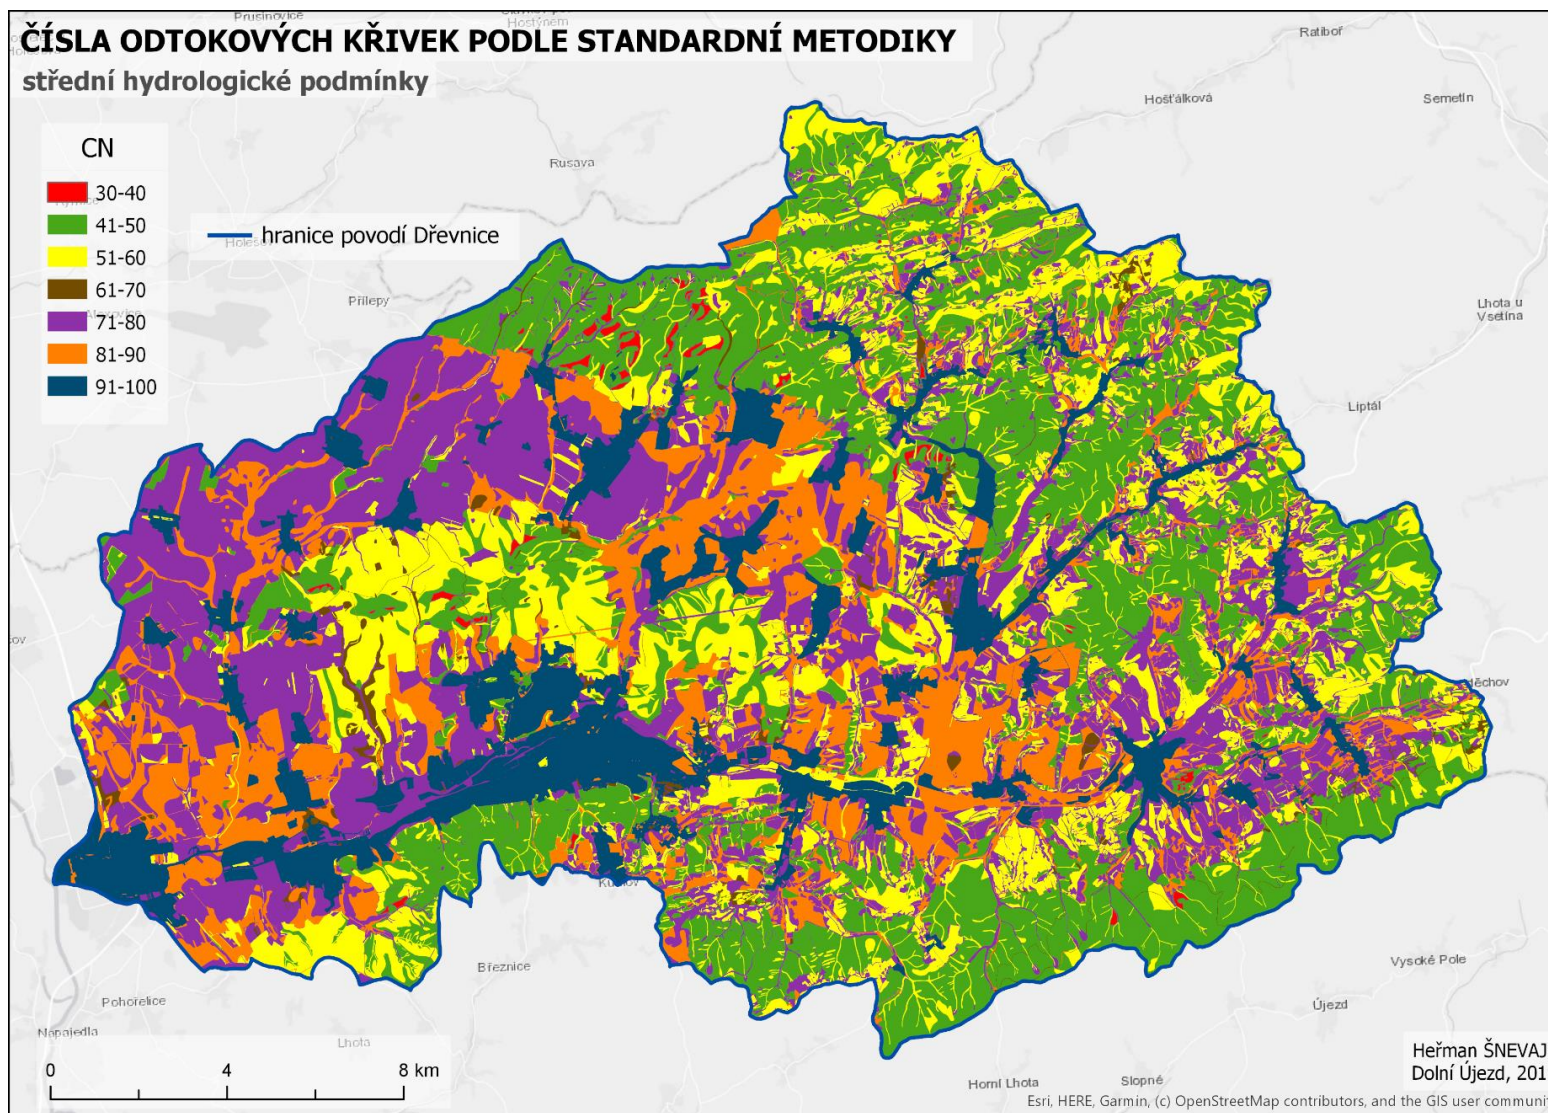 Prusinovice
Hostýnem
ČÍSLA ODTOKOVÝCH KŘIVEK PODLE STANDARDNÍ METODIKY
střední hydrologické podmínky
Ratiboř
Hošťálková
Semetín
CN
Rusava
30-40
41-50
hranice povodí Dřevnice
51-60
61-70
Přílepy
Lhota u
Vsetína
71-80
81-90
91-100
Liptál
Březnice
Vysoké Pole
Pohořelice
Újezd
Napajedla
Lhota
0 4 8 km
Horní Lhota
Slopné
Heřman ŠNEVAJ
Dolní Újezd, 201
Esri, HERE, Garmin, (c) OpenStreetMap contributors, and the GIS user communit